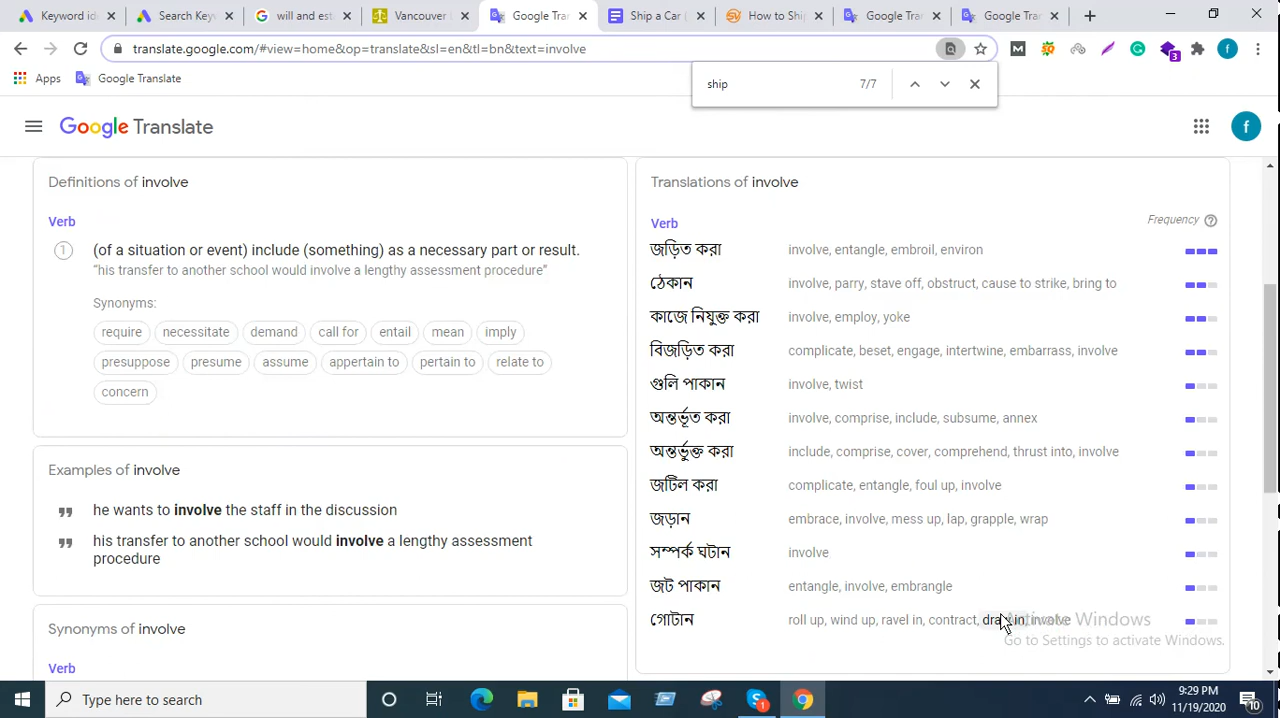 Keyword id
Search Key
will and est
Vancouver
Google Tra
Ship a Car
How to Shi
Google Tra
Google Tra
translate.google.com/#view=home&op=translate&sl=en&tl=bn&text=involve
3
f
Apps
Google Translate
ship
7/7
Google Translate
f
Definitions of involve
Verb
1
(of a situation or event) include (something) as a necessary part or result.
"his transfer to another school would involve a lengthy assessment procedure"
Synonyms:
require necessitate demand call for entail mean imply
presuppose presume assume appertain to pertain to relate to
concern
Examples of involve
he wants to involve the staff in the discussion
his transfer to another school would involve a lengthy assessment
procedure
Synonyms of involve
Verb
Translations of involve
Verb
Frequency
জড়িত করা involve, entangle, embroil, environ
ঠেকান involve, parry, stave off, obstruct, cause to strike, bring to
কাজে নিযুক্ত করা involve, employ, yoke
বিজড়িত করা complicate, beset, engage, intertwine, embarrass, involve
গুলি পাকান involve, twist
অন্তর্ভূত করা involve, comprise, include, subsume, annex
অন্তর্ভুক্ত করা include, comprise, cover, comprehend, thrust into, involve
জটিল করা complicate, entangle, foul up, involve
জড়ান embrace, involve, mess up, lap, grapple, wrap
সম্পর্ক ঘটান involve
জট পাকান entangle, involve, embrangle
গোটান roll up, wind up, ravel in, contract, draw in, involve
Activate Windows
Go to Settings to activate Windows.
Type here to search
1
9:29 PM
11/19/2020
10